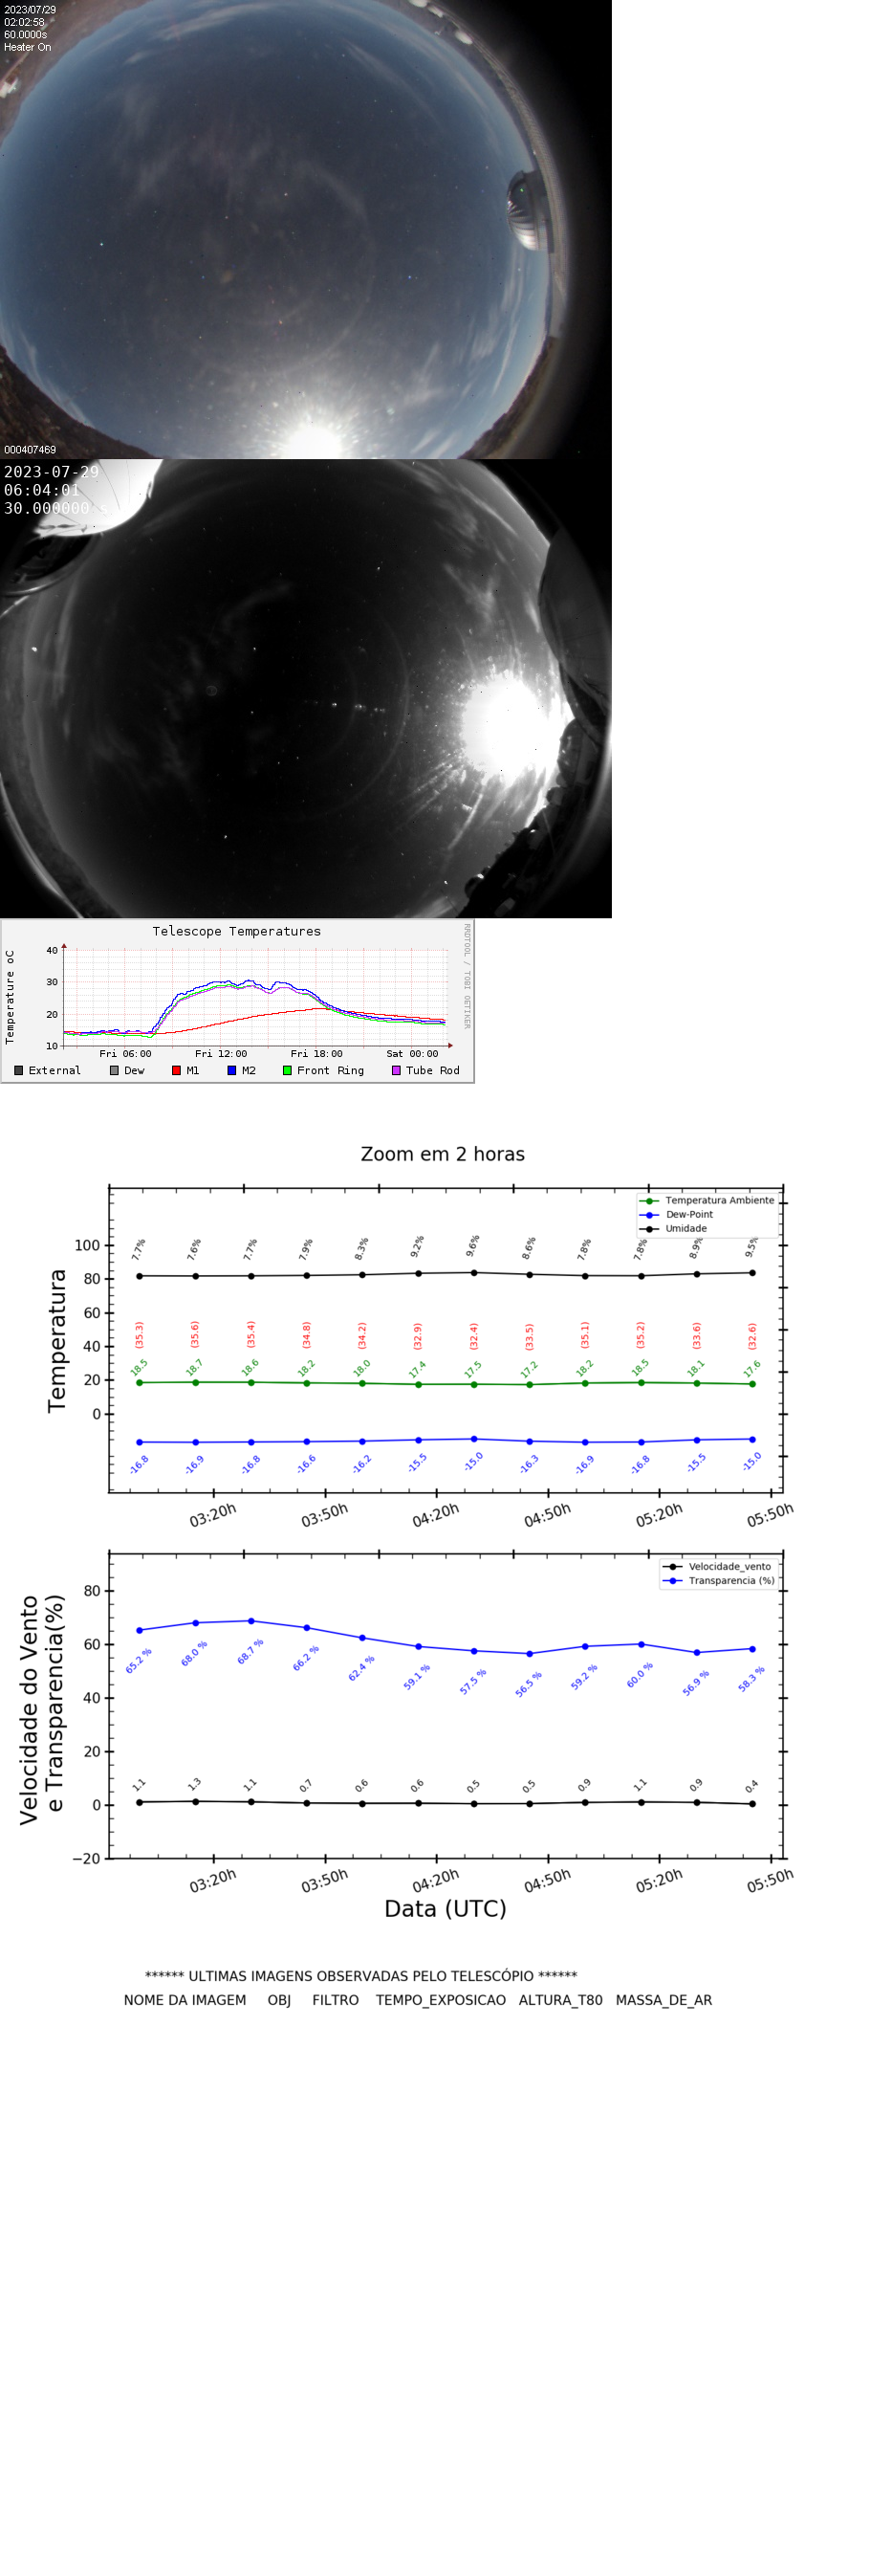 2023/07/29
02:02:58
60.0000s
Heater On
000407469
2023-07-29
06:04:01
30.000000 s
Telescope Temperatures
RRDTOOL / TOBI OETIKER
Temperature oC
40
30
20
10
Fri 06:00 Fri 12:00 Fri 18:00 Sat 00:00
External Dew M1 M2 Front Ring Tube Rod
Zoom em 2 horas
Temperatura Ambiente
Dew-Point
Umidade
Temperatura
100
80
60
40
20
0
7.7% 7.6% 7.7% 7.9% 8.3% 9.2% 9.6% 8.6% 7.8% 7.8% 8.9% 9.5%
(35.3) (35.6) (35.4) (34.8) (34.2) (32.9) (32.4) (33.5) (35.1) (35.2) (33.6) (32.6)
18.5 18.7 18.6 18.2 18.0 17.4 17.5 17.2 18.2 18.5 18.1 17.6
-16.8 -16.9 -16.8 -16.6 -16.2 -15.5 -15.0 -16.3 -16.9 -16.8 -15.5 -15.0
03:20h 03:50h 04:20h 04:50h 05:20h 05:50h
Velocidade_vento
Transparencia (%)
Velocidade do Vento
e Transparencia(%)
80
60
40
20
0
−20
65.2 % 68.0 % 68.7 % 66.2 % 62.4 % 59.1 % 57.5 % 56.5 % 59.2 % 60.0 % 56.9 % 58.3 %
1.1 1.3 1.1 0.7 0.6 0.6 0.5 0.5 0.9 1.1 0.9 0.4
03:20h 03:50h 04:20h 04:50h 05:20h 05:50h
Data (UTC)
****** ULTIMAS IMAGENS OBSERVADAS PELO TELESCÓPIO ******
NOME DA IMAGEM OBJ FILTRO TEMPO_EXPOSICAO ALTURA_T80 MASSA_DE_AR